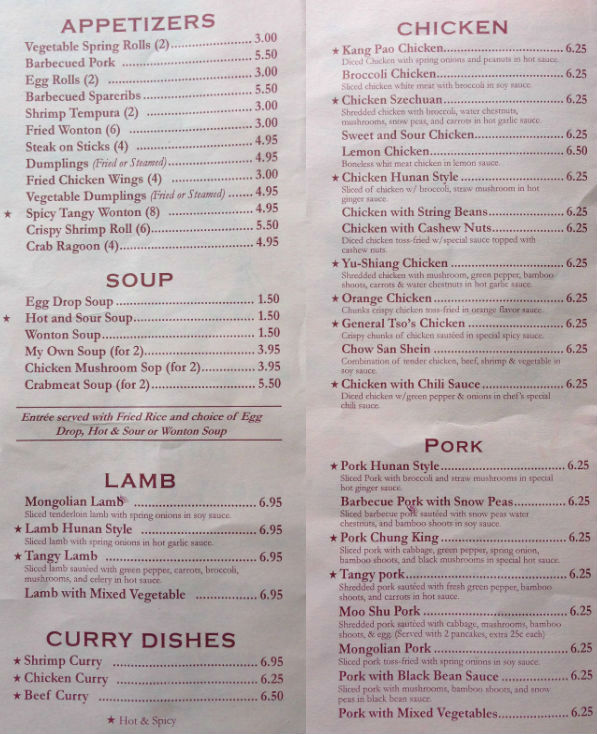 APPETIZERS
Vegetable Spring Rolls (2) 3.00
Barbecued Pork 5.50
Egg Rolls (2) 3.00
Barbecued Spareribs 5.50
Shrimp Tempura (2) 3.00
Fried Wonton (6) 3.00
Steak on Sticks (4) 4.95
Dumplings (Fried or Steamed) 4.95
Fried Chicken Wings (4) 3.00
Vegetable Dumplings (Fried or Steamed) 4.95
★ Spicy Tangy Wonton (8) 4.95
Crispy Shrimp Roll (6) 5.50
Crab Ragoon (4) 4.95
SOUP
Egg Drop Soup 1.50
★ Hot and Sour Soup 1.50
Wonton Soup 1.50
My Own Soup (for 2) 3.95
Chicken Mushroom Sop (for 2) 3.95
Crabmeat Soup (for 2) 5.50
Entrée served with Fried Rice and choice of Egg
Drop, Hot & Sour or Wonton Soup
LAMB
Mongolian Lamb 6.95
Sliced tenderloin lamb with spring onions in soy sauce.
★ Lamb Hunan Style 6.95
Sliced lamb with spring onions in hot garlic sauce.
★ Tangy Lamb 6.95
Sliced lamb sautéed with green pepper, carrots, broccoli,
mushrooms, and celery in hot sauce.
Lamb with Mixed Vegetable 6.95
CURRY DISHES
★ Shrimp Curry 6.95
★ Chicken Curry 6.25
★ Beef Curry 6.50
★ Hot & Spicy
CHICKEN
★ Kang Pao Chicken 6.25
Diced Chicken with spring onions and peanuts in hot sauce.
Broccoli Chicken 6.25
Sliced chicken white meat with broccoli in soy sauce.
★ Chicken Szechuan 6.25
Shredded chicken with broccoli, water chestnuts,
mushrooms, snow peas, and carrots in hot garlic sauce.
Sweet and Sour Chicken 6.25
Lemon Chicken 6.50
Boneless whit meat chicken in lemon sauce.
★ Chicken Hunan Style 6.25
Sliced of chicken w/ broccoli, straw mushroom in hot
ginger sauce.
Chicken with String Beans 6.25
Chicken with Cashew Nuts 6.25
Diced chicken toss-fried w/special sauce topped with
cashew nuts.
★ Yu-Shiang Chicken 6.25
Shredded chicken with mushroom, green pepper, bamboo
shoots, carrots & water chestnuts in hot garlic sauce.
★ Orange Chicken 6.25
Chunks crispy chicken toss-fried in orange flavor sauce.
★ General Tso's Chicken 6.25
Crispy chunks of chicken sautéed in special spicy sauce.
Chow San Shein 6.25
Combination of tender chicken, beef, shrimp & vegetable in
soy sauce.
★ Chicken with Chili Sauce 6.25
Diced chicken w/green pepper & onions in chef's special
chili sauce.
PORK
★ Pork Hunan Style 6.25
Sliced Pork with broccoli and straw mushrooms in special
hot ginger sauce.
Barbecue Pork with Snow Peas 6.25
Sliced barbecue pork sautéed with snow peas water
chestnuts, and bamboo shoots in soy sauce.
★ Pork Chung King 6.25
Sliced pork with cabbage, green pepper, spring onion,
bamboo shoots, and black mushrooms in special hot sauce.
★ Tangy pork 6.25
Shredded pork sautéed with fresh green pepper, bamboo
shoots, and carrots in hot sauce.
Moo Shu Pork 6.25
Shredded pork sautéed with cabbage, mashrooms, bamboo
shoots, & egg. (Served with 2 pancakes, extra 25¢ each)
Mongolian Pork 6.25
Sliced pork toss-fried with spring onions in soy sauce.
Pork with Black Bean Sauce 6.25
Sliced pork with mushrooms, bamboo shoots, and snow
peas in black bean sauce.
Pork with Mixed Vegetables 6.25